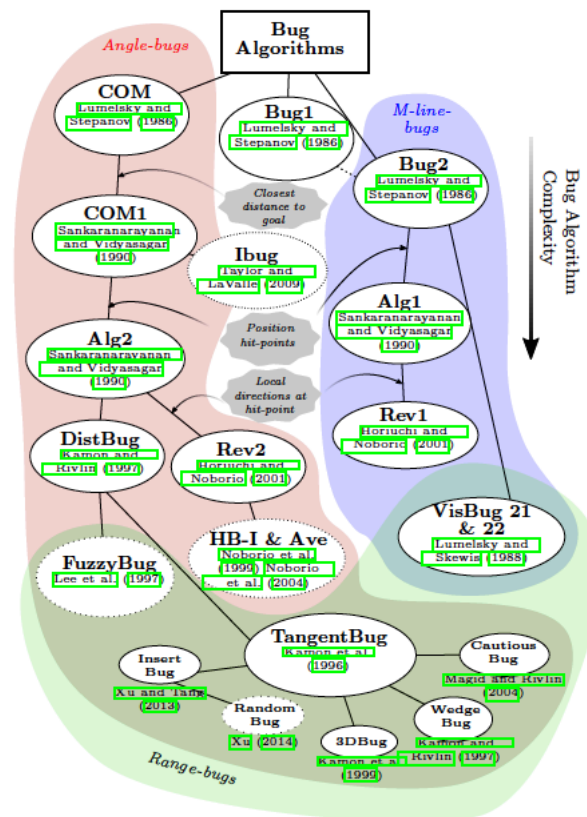 Bug
Algorithms
Angle-bugs
COM
Lumelsky and
Stepanov (1986)
Bug1
Lumelsky and
Stepanov (1986)
M-line-
bugs
Bug2
Lumelsky and
Stepanov (1986)
Bug Algorithm
Complexity
Closest
distance to
goal
COM1
Sankaranarayanan
and Vidyasagar
(1990)
Ibug
Taylor and
LaValle (2009)
Alg1
Sankaranarayanan
and Vidyasagar
(1990)
Position
hit-points
Alg2
Sankaranarayanan
and Vidyasagar
(1990)
Local
directions at
hit-point
Rev1
Horiuchi and
Noborio (2001)
DistBug
Kamon and
Rivlin (1997)
Rev2
Horiuchi and
Noborio (2001)
VisBug 21
& 22
Lumelsky and
Skewis (1988)
HB-I & Ave
Noborio et al.
(1999) Noborio
et al. (2004)
FuzzyBug
Lee et al. (1997)
TangentBug
Kamon et al.
(1996)
Cautious
Bug
Magid and Rivlin
(2004)
Insert
Bug
Xu and Tang
(2013)
Random
Bug
Xu (2014)
3DBug
Kamon et al.
(1999)
Wedge
Bug
Kamon and
Rivlin (1997)
Range-bugs